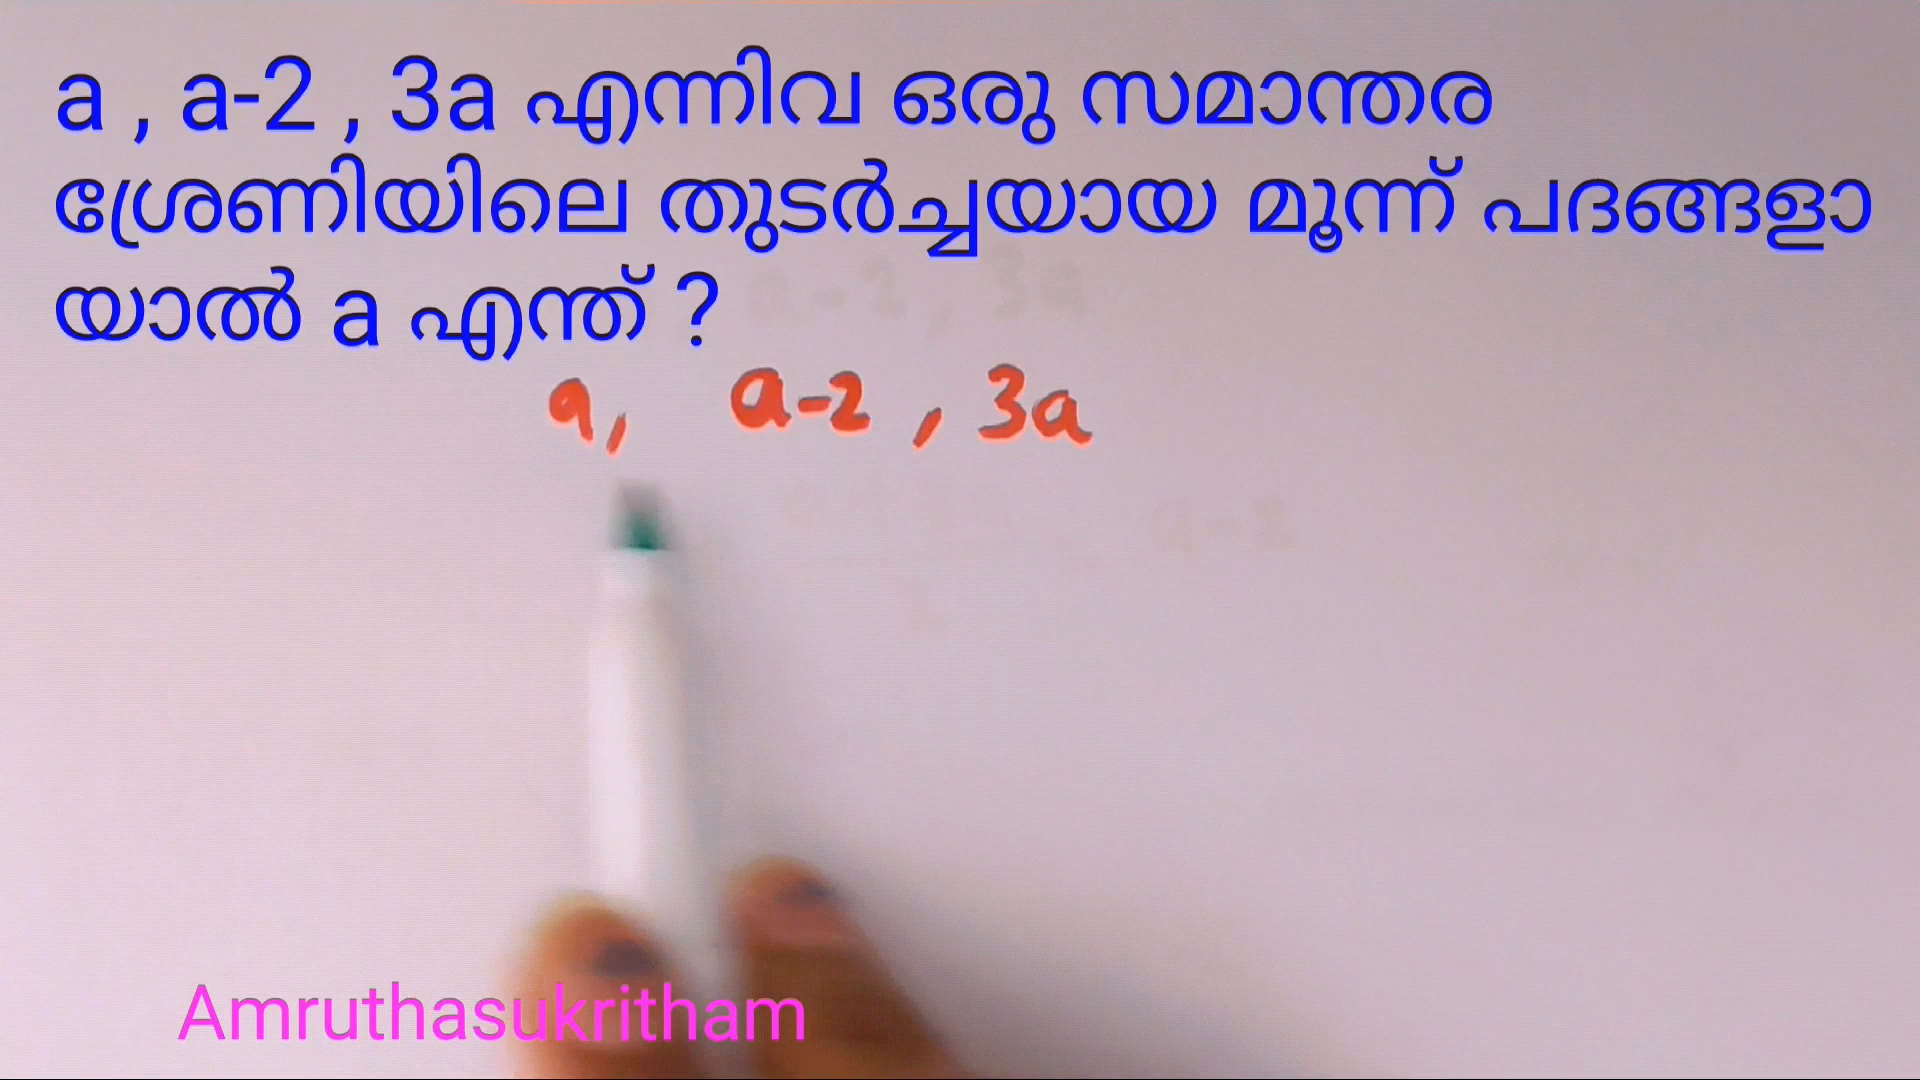 a , a-2 , 3a എന്നിവ ഒരു സമാന്തര
ശ്രേണിയിലെ തുടർച്ചയായ മൂന്ന് പദങ്ങളാ
യാൽ a എന്ത് ?
a, a-2 , 3a
Amruthasukritham